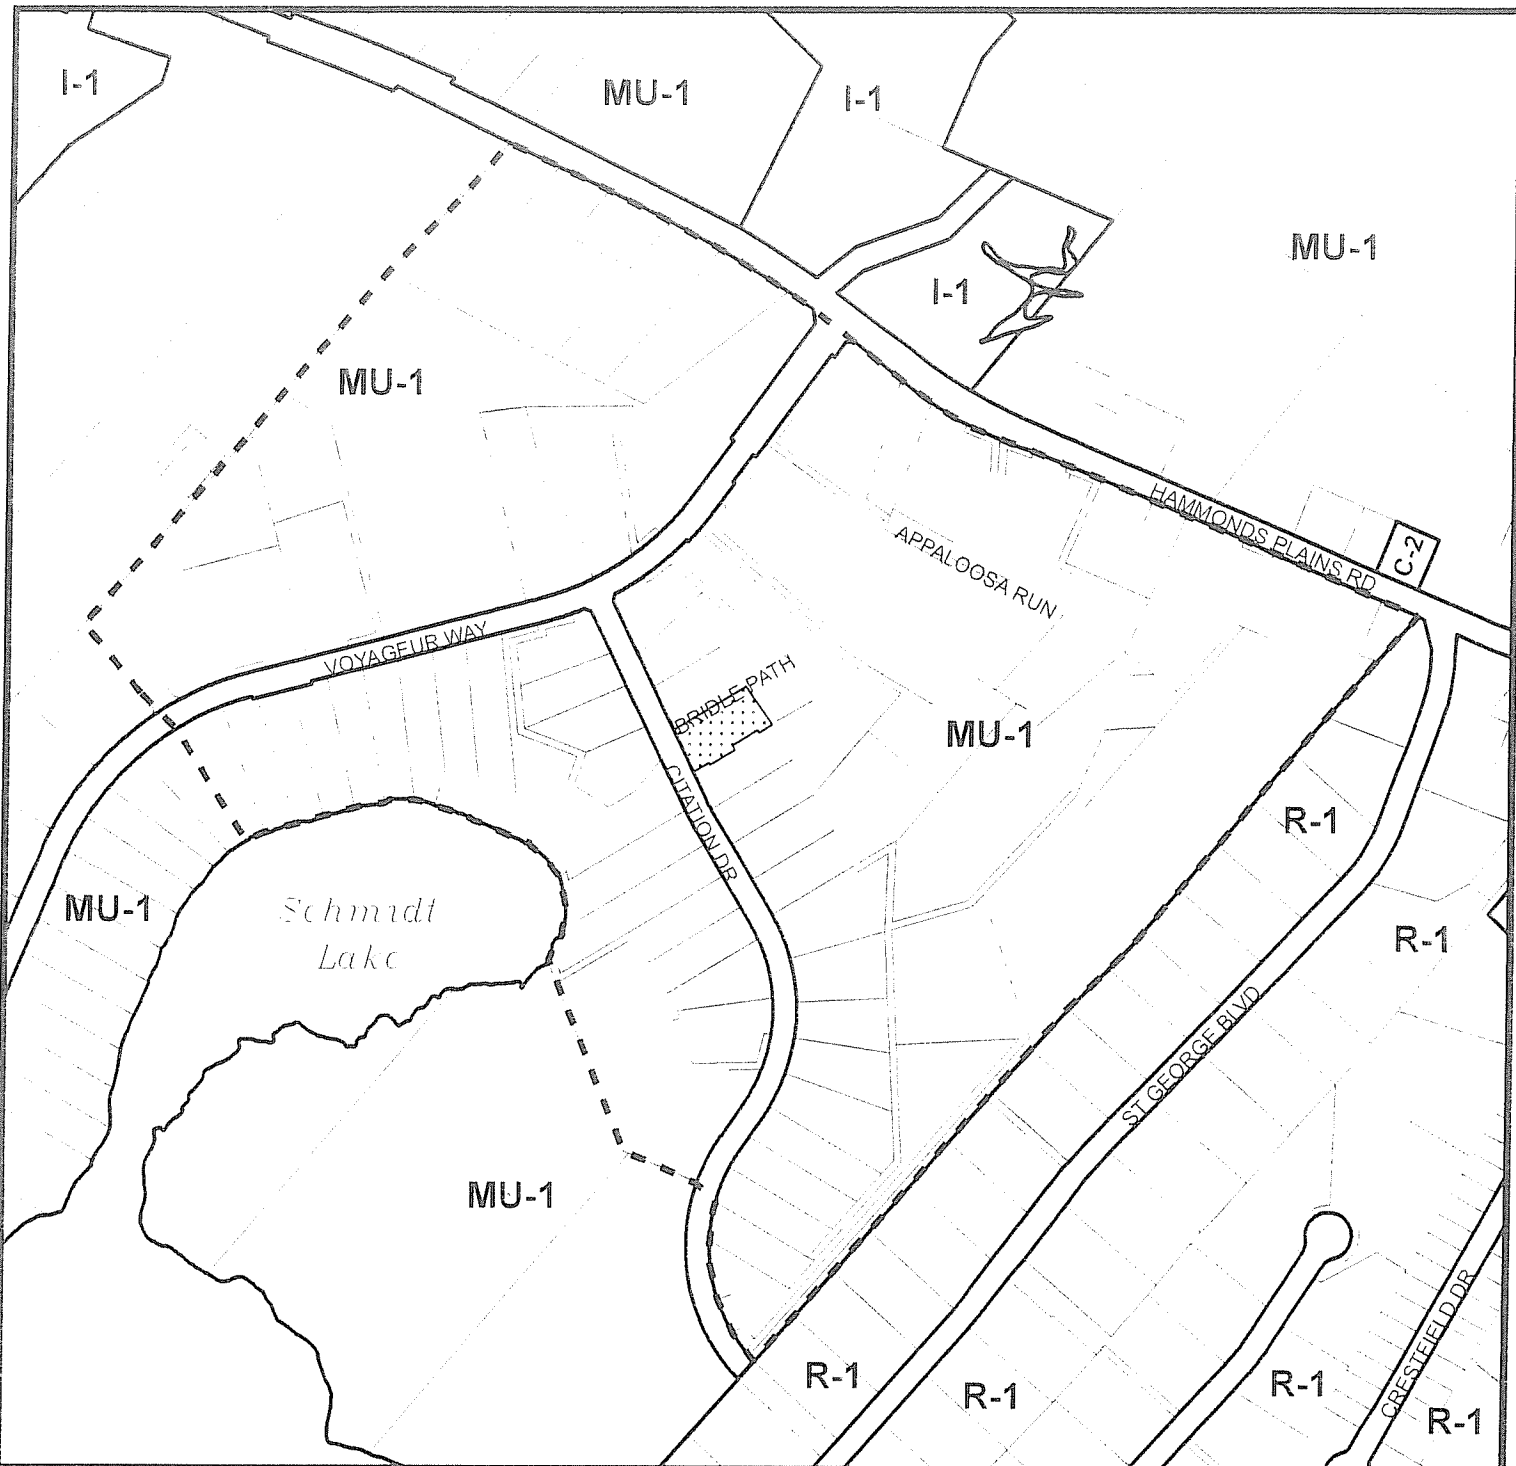 I-1
MU-1
I-1
MU-1
I-1
MU-1
HAMMONDS PLAINS RD
C-2
APPALOOSA RUN
VOYAGEUR WAY
BRIDLE PATH
MU-1
CITATION DR
R-1
MU-1
Schmidt
Lake
R-1
ST GEORGE BLVD
MU-1
CRESTFIELD DR
R-1
R-1
R-1
R-1